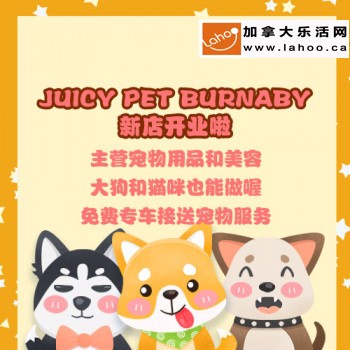 Lahoo
加拿大乐活网
www.lahoo.ca
JUICY PET BURNABY
新店开业啦
主营宠物用品和美容
大狗和猫咪也能做喔
免费专车接送宠物服务